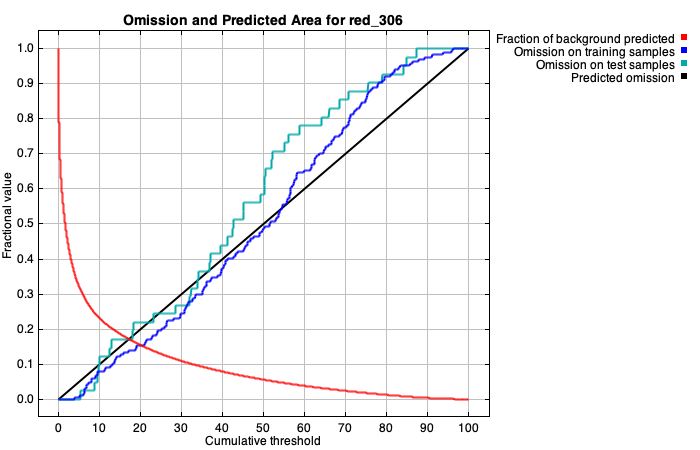 Omission and Predicted Area for red_306
Fraction of background predicted
Omission on training samples
Omission on test samples
Predicted omission
Fractional value
1.0
0.9
0.8
0.7
0.6
0.5
0.4
0.3
0.2
0.1
0.0
0 10 20 30 40 50 60 70 80 90 100
Cumulative threshold